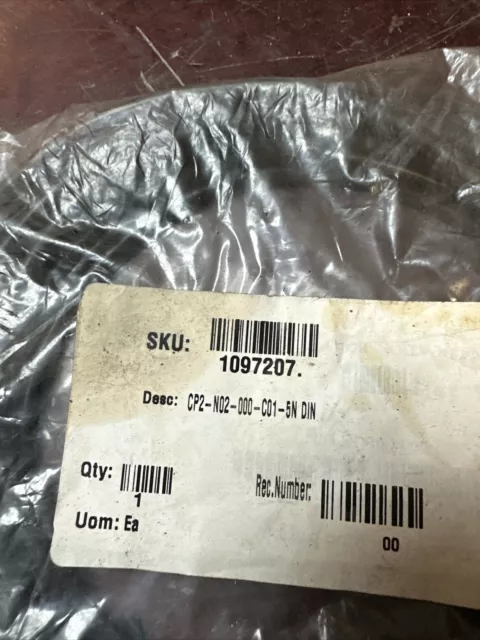 SKU:
1097207.
Desc: CP2-N02-000-C01-5N DIN
Qty:
1
Rec.Number:
Uom: Ea
00